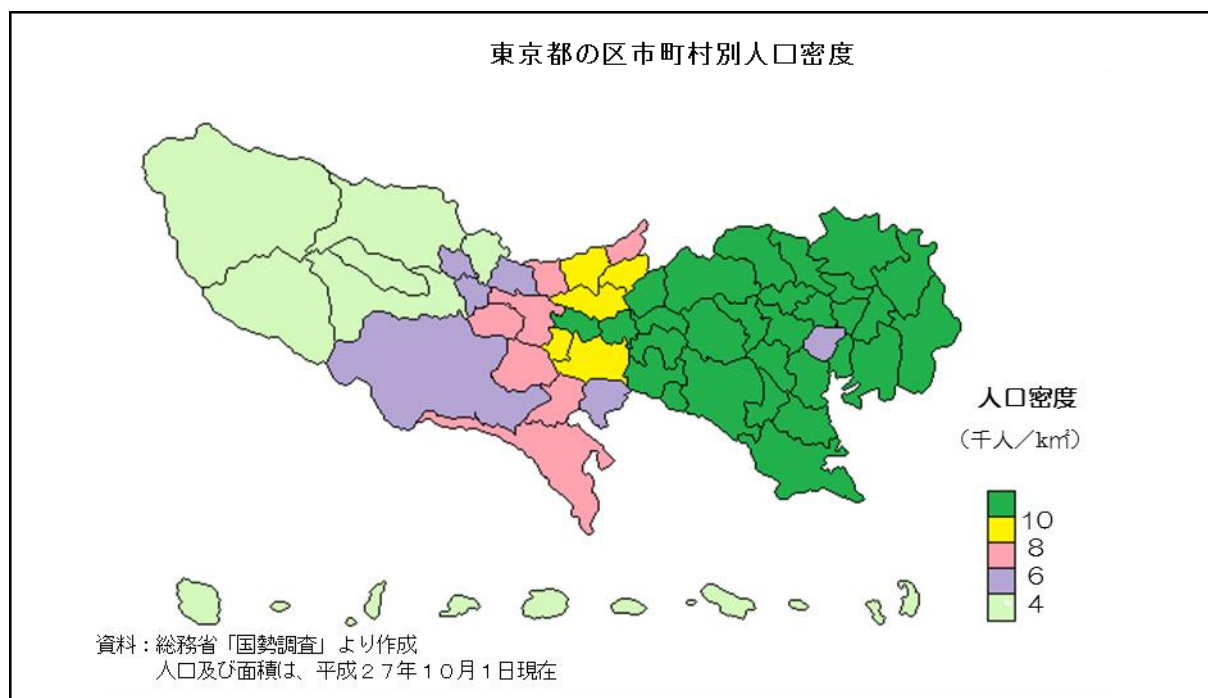 東京都の区市町村別人口密度
人口密度
（千人／k㎡）
１０
８
６
４
資料：総務省「国勢調査」より作成
人口及び面積は、平成２７年１０月１日現在